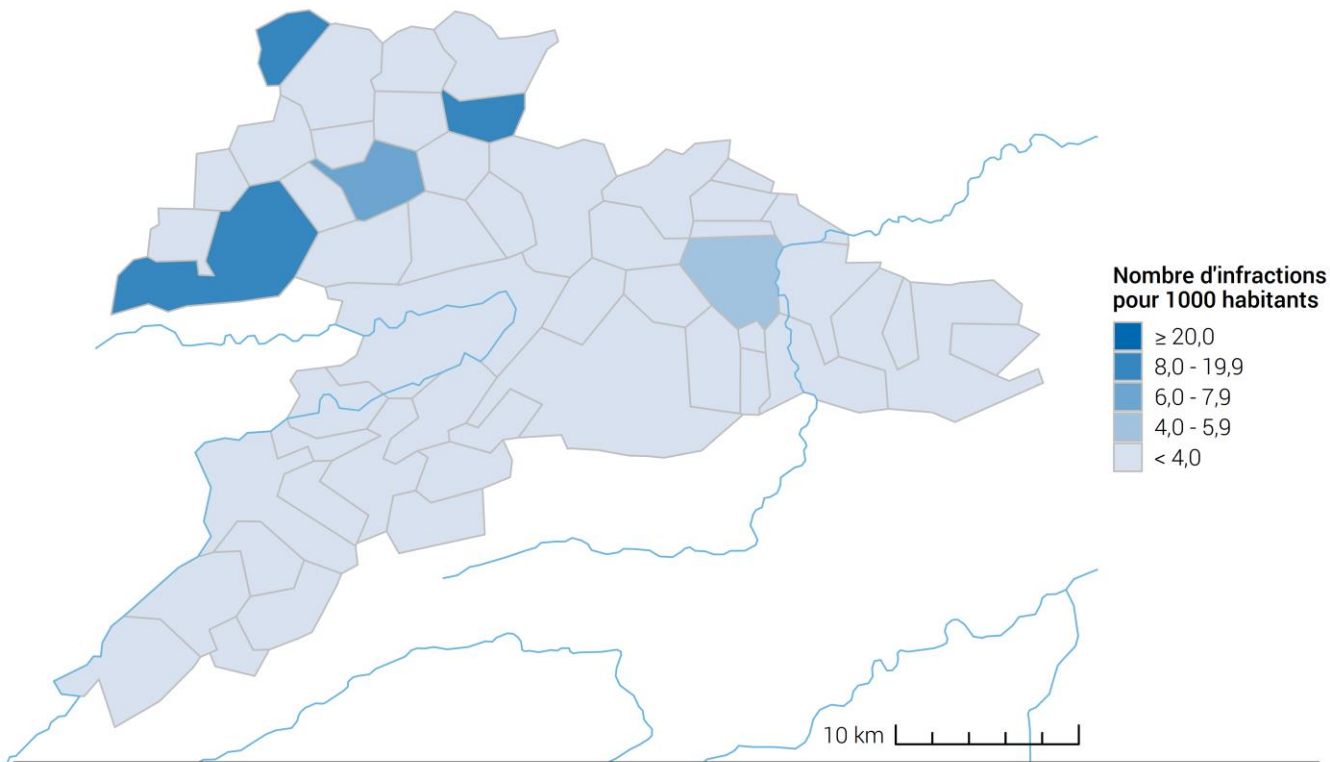 Nombre d'infractions
pour 1000 habitants
≥ 20,0
8,0 - 19,9
6,0 - 7,9
4,0 - 5,9
< 4,0
10 km